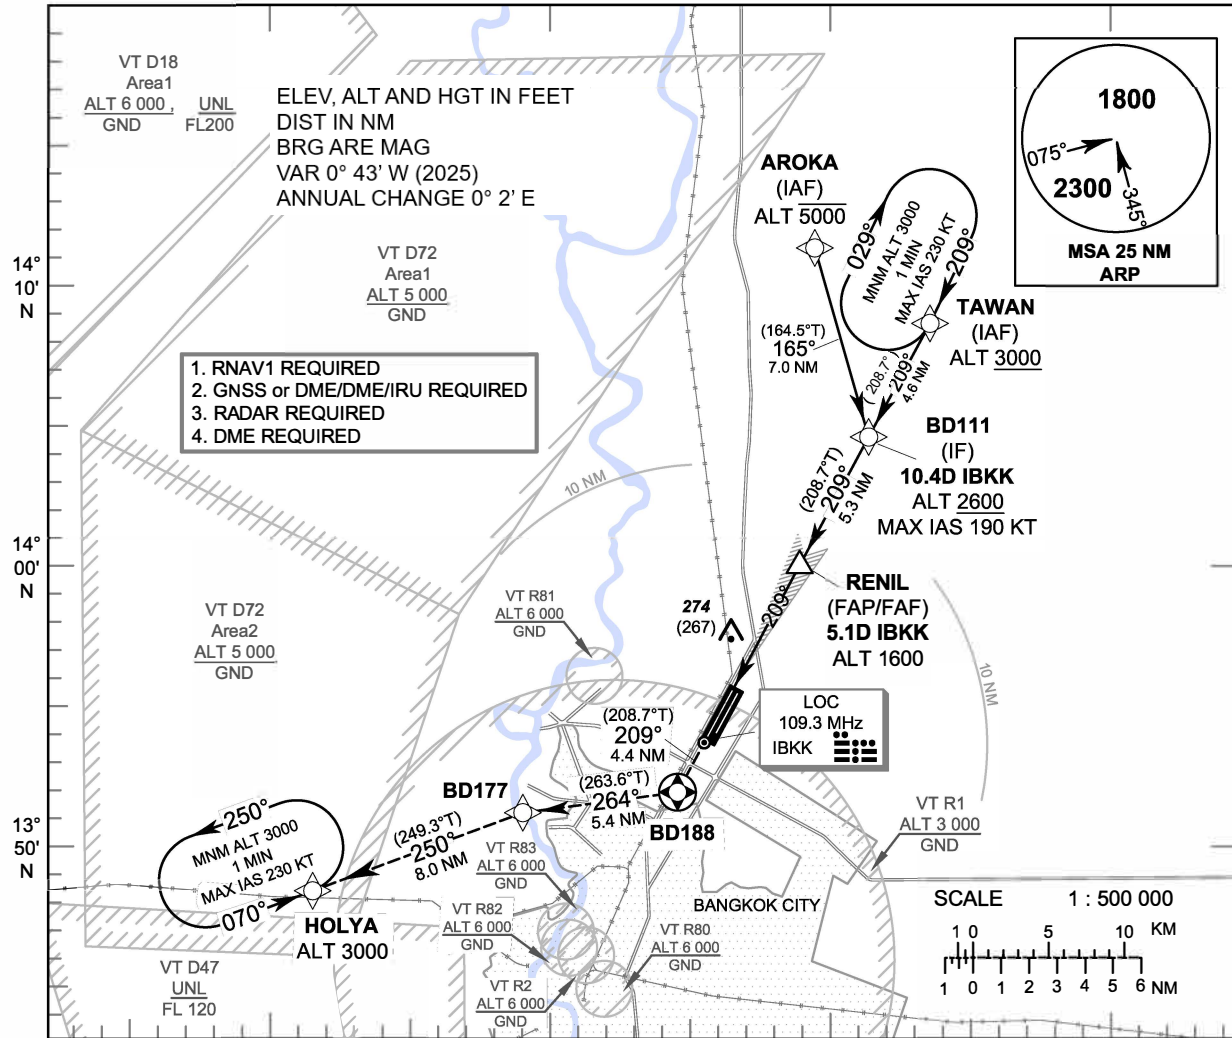 VT D18
Area1
ALT 6 000 , UNL
GND FL200
ELEV, ALT AND HGT IN FEET
DIST IN NM
BRG ARE MAG
VAR 0° 43’ W (2025)
ANNUAL CHANGE 0° 2’ E
1800
075°
2300
345°
MSA 25 NM
ARP
AROKA
(IAF)
ALT 5000
029°
MNM ALT 3000
1 MIN
MAX IAS 230 KT
209°
VT D72
Area1
ALT 5 000
GND
14°
10'
N
TAWAN
(IAF)
ALT 3000
(164.5°T)
165°
7.0 NM
(208.7°)
209°
4.6 NM
1. RNAV1 REQUIRED
2. GNSS or DME/DME/IRU REQUIRED
3. RADAR REQUIRED
4. DME REQUIRED
BD111
(IF)
10.4D IBKK
ALT 2600
MAX IAS 190 KT
10 NM
(208.7°T)
209°
5.3 NM
14°
00'
N
RENIL
(FAP/FAF)
5.1D IBKK
ALT 1600
209°
VT R81
ALT 6 000
GND
274
(267)
VT D72
Area2
ALT 5 000
GND
10 NM
LOC
109.3 MHz
IBKK
(208.7°T)
209°
4.4 NM
(263.6°T)
264°
5.4 NM
BD177
BD188
13°
50'
N
250°
MNM ALT 3000
1 MIN
MAX IAS 230 KT
070°
(249.3°T)
250°
8.0 NM
VT R1
ALT 3 000
GND
VT R83
ALT 6 000
GND
HOLYA
ALT 3000
VT R82
ALT 6 000
GND
BANGKOK CITY
VT R80
ALT 6 000
GND
VT R2
ALT 6 000
GND
VT D47
UNL
FL 120
SCALE 1 : 500 000
1 0 5 10 KM
1 0 1 2 3 4 5 6 NM